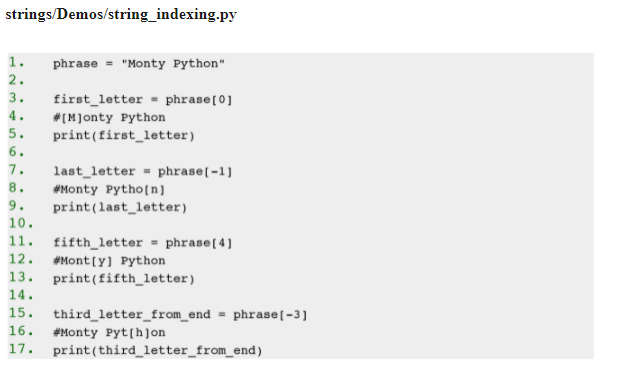 strings/Demos/string_indexing.py
1. phrase = "Monty Python"
2.
3. first_letter = phrase[0]
4. #[M]onty Python
5. print(first_letter)
6.
7. last_letter = phrase[-1]
8. #Monty Pytho[n]
9. print(last_letter)
10.
11. fifth_letter = phrase[4]
12. #Mont[y] Python
13. print(fifth_letter)
14.
15. third_letter_from_end = phrase[-3]
16. #Monty Pyt[h]on
17. print(third_letter_from_end)